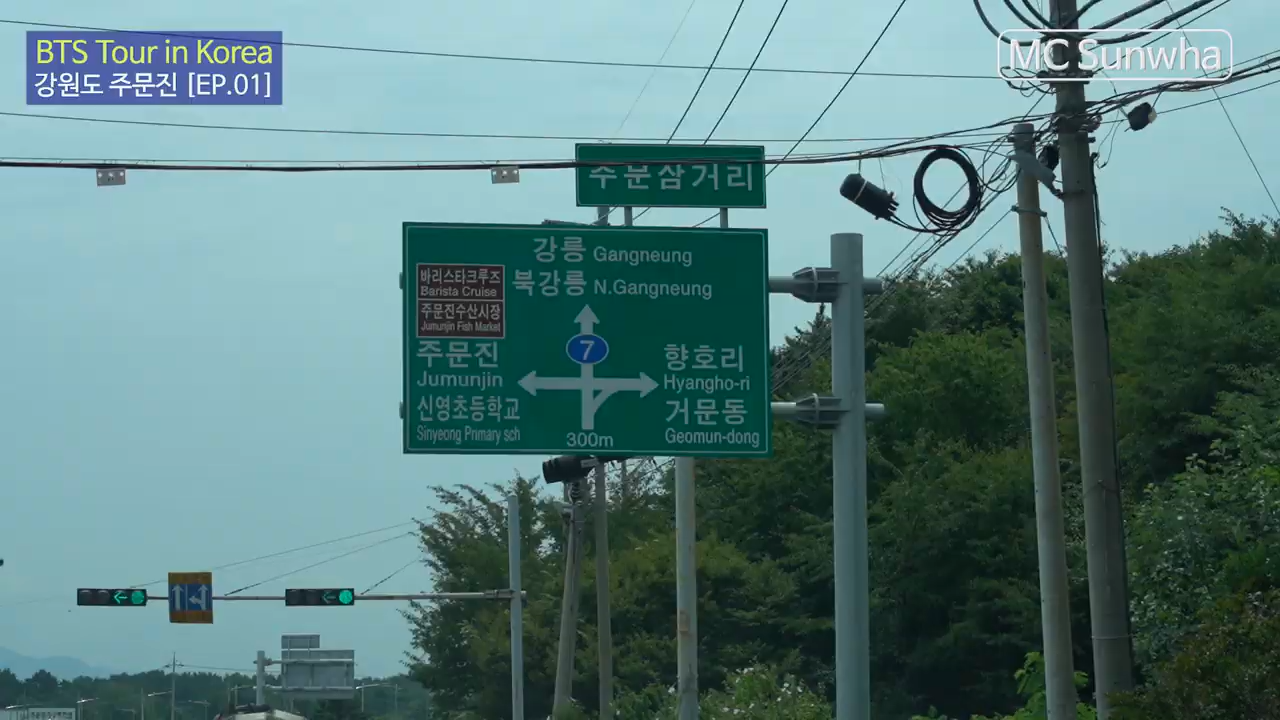 BTS Tour in Korea
강원도 주문진 [EP.01]
MC Sunwha
주문삼거리
강릉 Gangneung
북강릉 N.Gangneung
바리스타크루즈
Barista Cruise
주문진수산시장
Jumunjin Fish Market
7
주문진
Jumunjin
신영초등학교
Sinyeong Primary sch
향호리
Hyangho-ri
거문동
Geomun-dong
300m